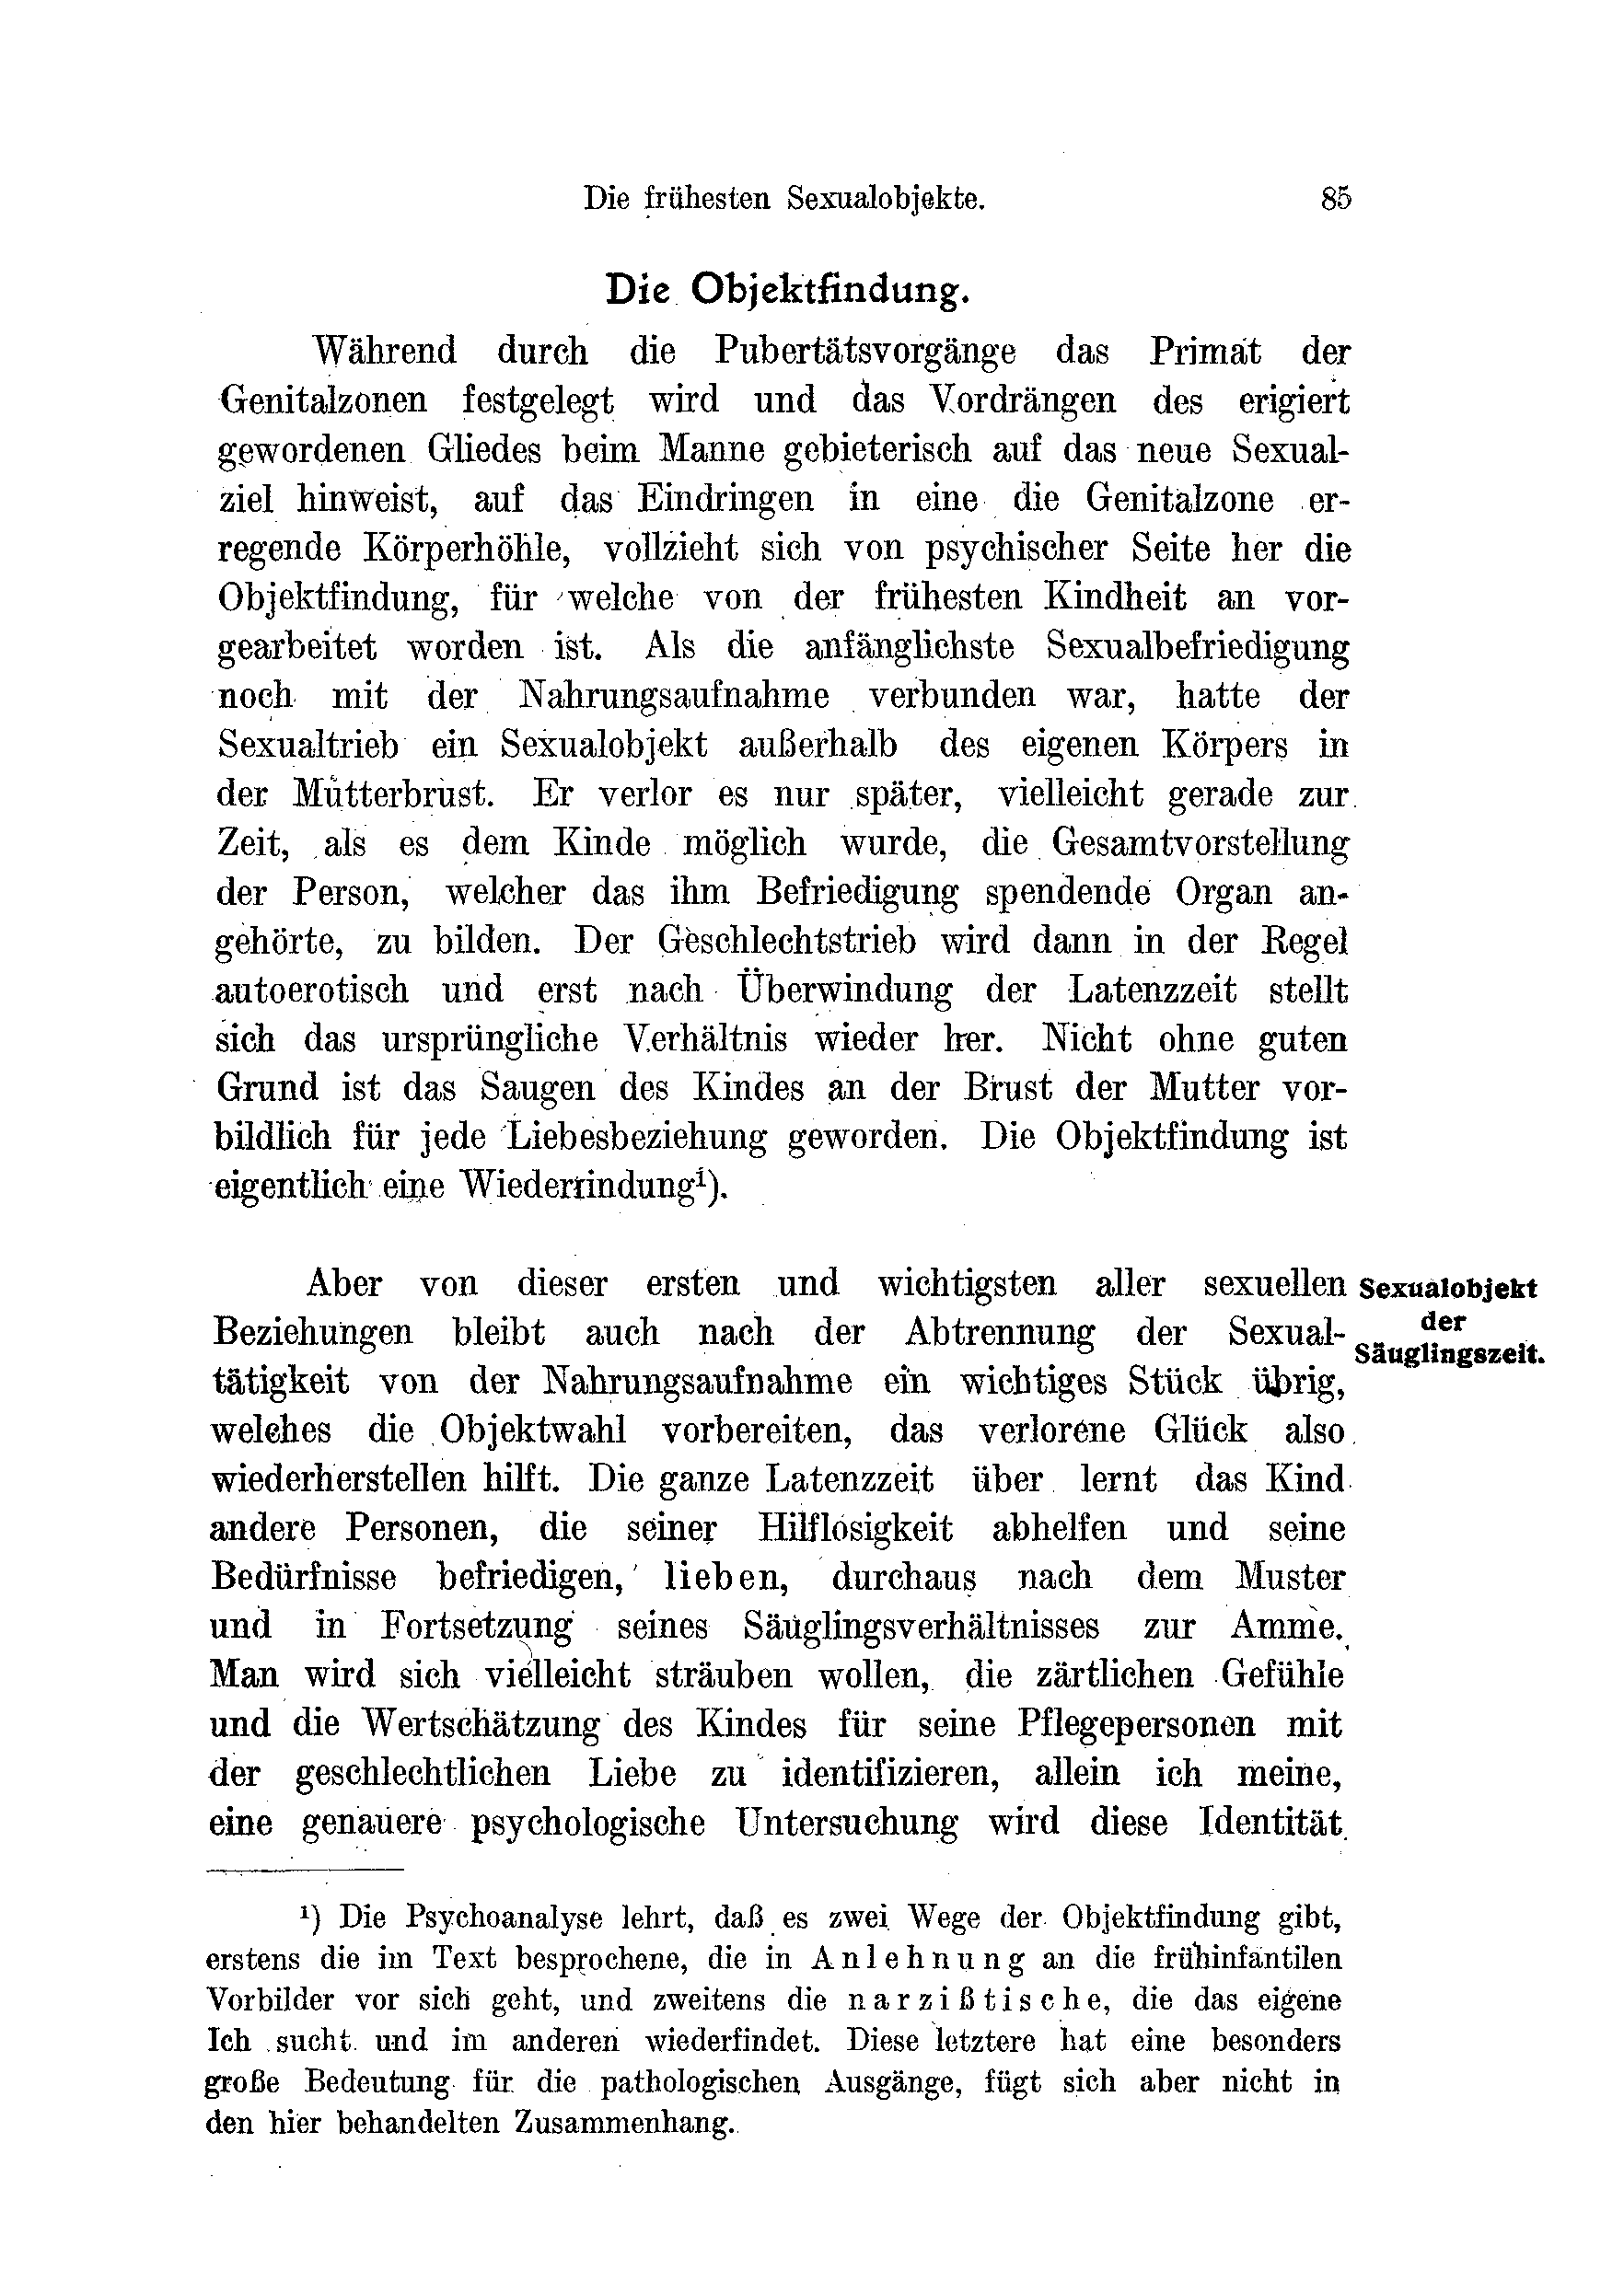 Die frühesten Sexualobjekte. 85
Die Objektfindung.
Während durch die Pubertätsvorgänge das Primat der
Genitalzonen festgelegt wird und das Vordrängen des erigiert
gewordenen Gliedes beim Manne gebieterisch auf das neue Sexual-
ziel hinweist, auf das Eindringen in eine die Genitalzone er-
regende Körperhöhle, vollzieht sich von psychischer Seite her die
Objektfindung, für welche von der frühesten Kindheit an vor-
gearbeitet worden ist. Als die anfänglichste Sexualbefriedigung
noch mit der Nahrungsaufnahme verbunden war, hatte der
Sexualtrieb ein Sexualobjekt außerhalb des eigenen Körpers in
der Mutterbrust. Er verlor es nur später, vielleicht gerade zur
Zeit, als es dem Kinde möglich wurde, die Gesamtvorstellung
der Person, welcher das ihm Befriedigung spendende Organ an-
gehörte, zu bilden. Der Geschlechtstrieb wird dann in der Regel
autoerotisch und erst nach Überwindung der Latenzzeit stellt
sich das ursprüngliche Verhältnis wieder her. Nicht ohne guten
Grund ist das Saugen des Kindes an der Brust der Mutter vor-
bildlich für jede Liebesbeziehung geworden. Die Objektfindung ist
eigentlich eine Wiederfindung¹).
Aber von dieser ersten und wichtigsten aller sexuellen
Beziehungen bleibt auch nach der Abtrennung der Sexual-
tätigkeit von der Nahrungsaufnahme ein wichtiges Stück übrig,
welches die Objektwahl vorbereiten, das verlorene Glück also
wiederherstellen hilft. Die ganze Latenzzeit über lernt das Kind
andere Personen, die seiner Hilflosigkeit abhelfen und seine
Bedürfnisse befriedigen, lieben, durchaus nach dem Muster
und in Fortsetzung seines Säuglingsverhältnisses zur Amme.
Man wird sich vielleicht sträuben wollen, die zärtlichen Gefühle
und die Wertschätzung des Kindes für seine Pflegepersonen mit
der geschlechtlichen Liebe zu identifizieren, allein ich meine,
eine genauere psychologische Untersuchung wird diese Identität
Sexualobjekt
der
Säuglingszeit.
¹) Die Psychoanalyse lehrt, daß es zwei Wege der Objektfindung gibt,
erstens die im Text besprochene, die in Anlehnung an die frühinfantilen
Vorbilder vor sich geht, und zweitens die narzißtische, die das eigene
Ich sucht und im anderen wiederfindet. Diese letztere hat eine besonders
große Bedeutung für die pathologischen Ausgänge, fügt sich aber nicht in
den hier behandelten Zusammenhang.